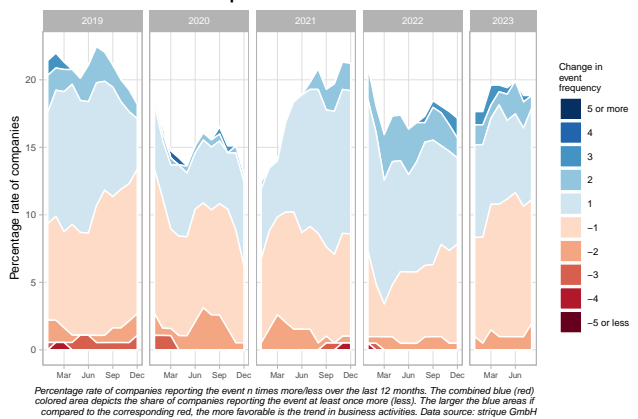 2019 2020 2021 2022 2023
Percentage rate of companies
20
15
10
5
0
Mar Jun Sep Dec Mar Jun Sep Dec Mar Jun Sep Dec Mar Jun Sep Dec Mar Jun
Change in
event
frequency
5 or more
4
3
2
1
−1
−2
−3
−4
−5 or less
Percentage rate of companies reporting the event n times more/less over the last 12 months. The combined blue (red)
colored area depicts the share of companies reporting the event at least once more (less). The larger the blue areas if
compared to the corresponding red, the more favorable is the trend in business activities. Data source: strique GmbH